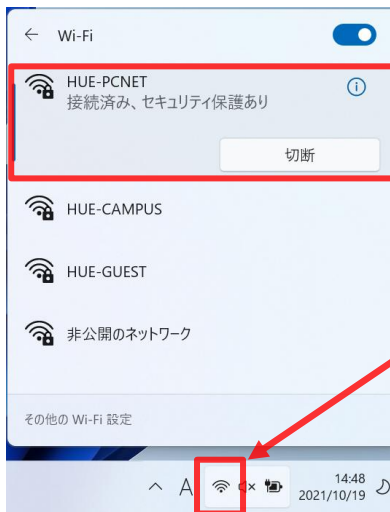 ← Wi-Fi
HUE-PCNET
接続済み、セキュリティ保護あり
切断
HUE-CAMPUS
HUE-GUEST
非公開のネットワーク
その他の Wi-Fi 設定
A
14:48
2021/10/19